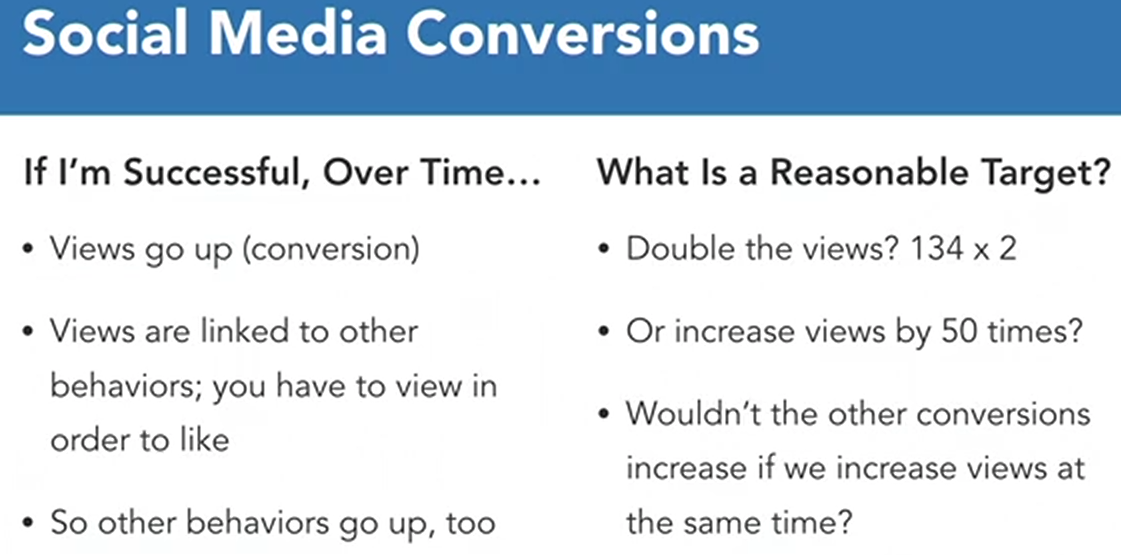 Social Media Conversions
If I'm Successful, Over Time...
• Views go up (conversion)
• Views are linked to other
behaviors; you have to view in
order to like
• So other behaviors go up, too
What Is a Reasonable Target?
• Double the views? 134 x 2
• Or increase views by 50 times?
• Wouldn't the other conversions
increase if we increase views at
the same time?